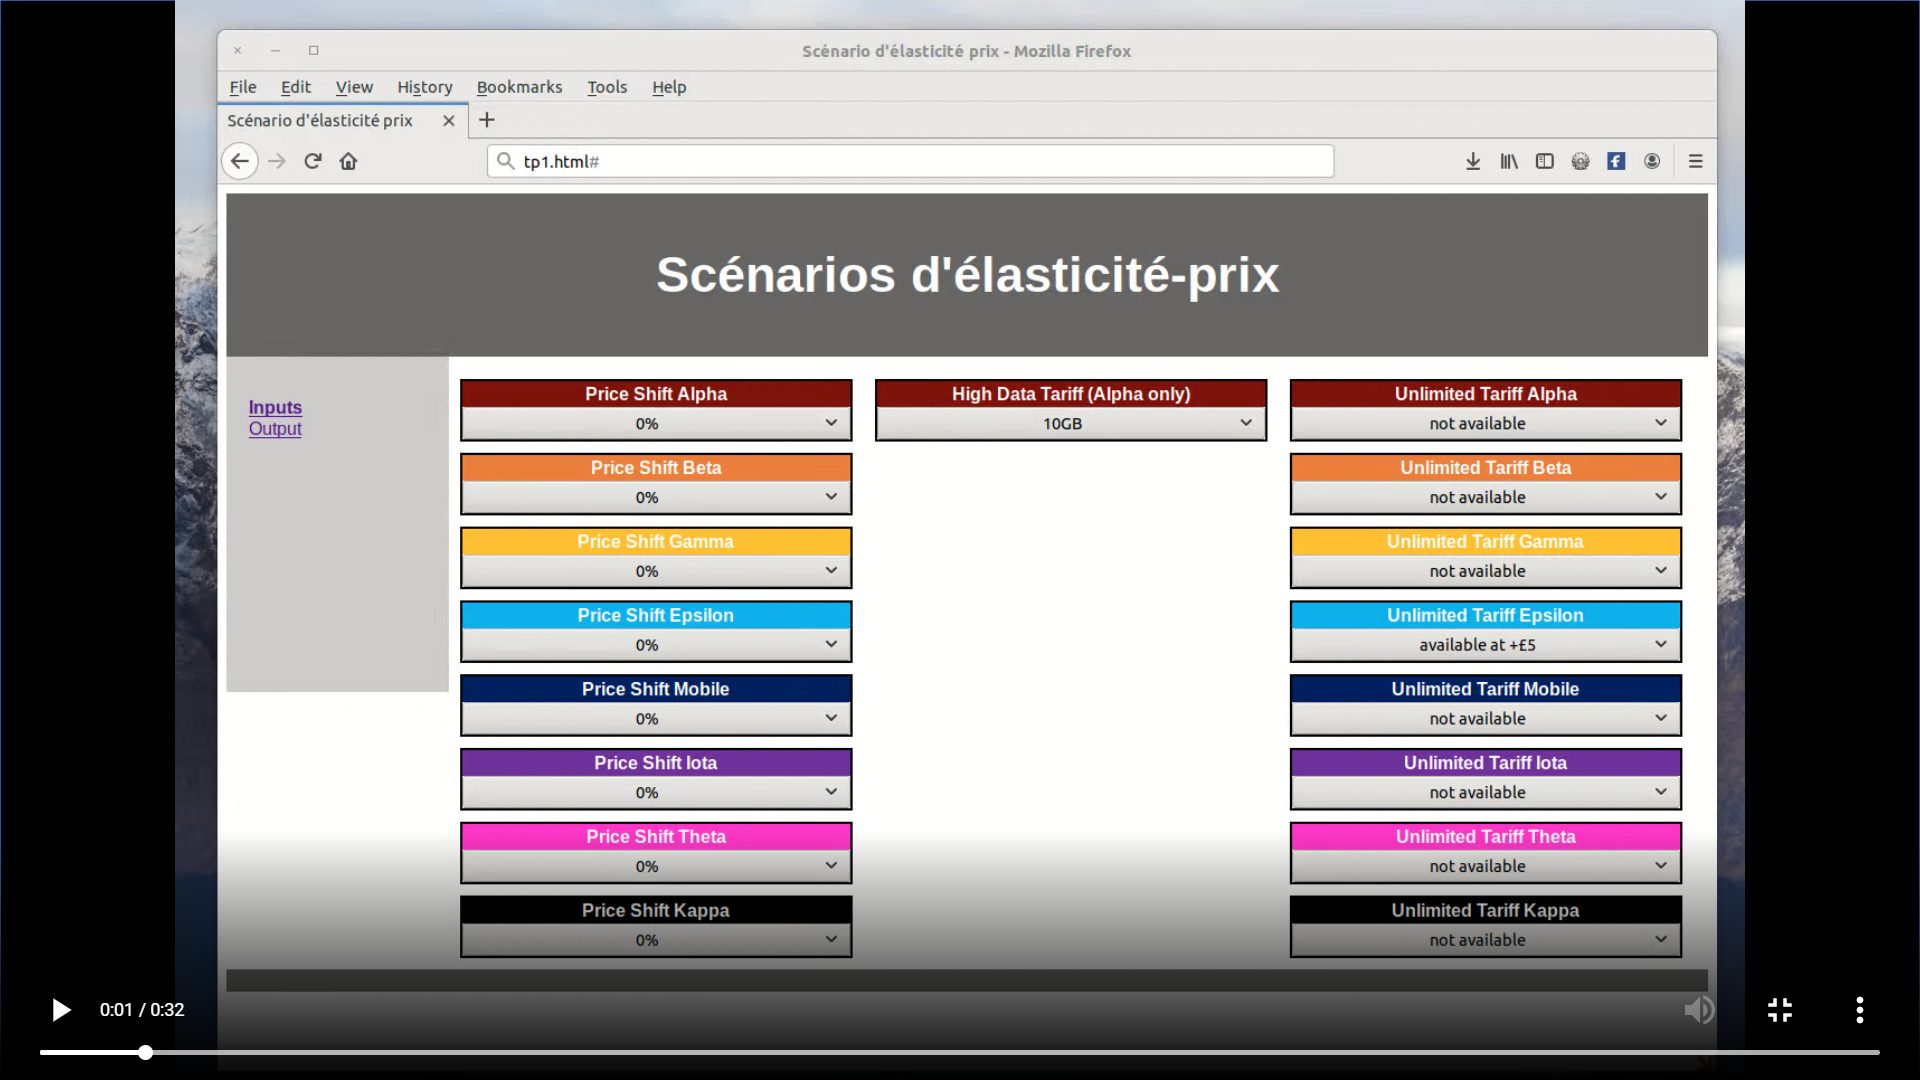 Scénario d'élasticité prix - Mozilla Firefox
File Edit View History Bookmarks Tools Help
Scénario d'élasticité prix
tp1.html#
Scénarios d'élasticité-prix
Inputs
Output
Price Shift Alpha
0%
High Data Tariff (Alpha only)
10GB
Unlimited Tariff Alpha
not available
Price Shift Beta
0%
Unlimited Tariff Beta
not available
Price Shift Gamma
0%
Unlimited Tariff Gamma
not available
Price Shift Epsilon
0%
Unlimited Tariff Epsilon
available at +£5
Price Shift Mobile
0%
Unlimited Tariff Mobile
not available
Price Shift Iota
0%
Unlimited Tariff Iota
not available
Price Shift Theta
0%
Unlimited Tariff Theta
not available
Price Shift Kappa
0%
Unlimited Tariff Kappa
not available
0:01 / 0:32